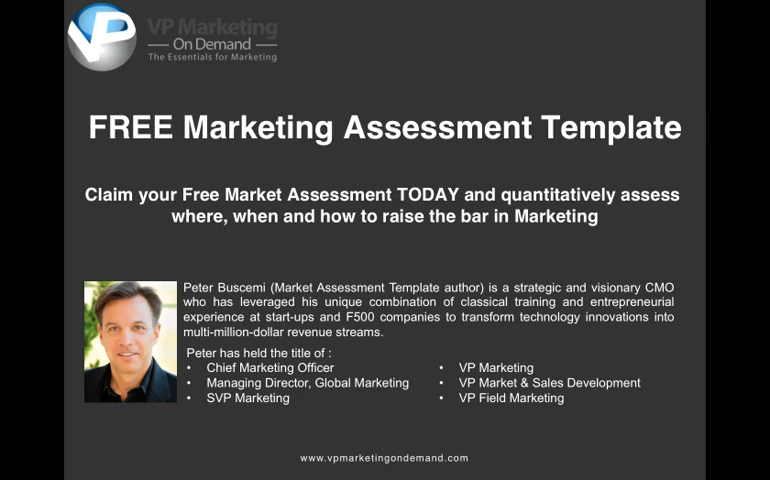 VP
VP Marketing
On Demand
The Essentials for Marketing
FREE Marketing Assessment Template
Claim your Free Market Assessment TODAY and quantitatively assess
where, when and how to raise the bar in Marketing
Peter Buscemi (Market Assessment Template author) is a strategic and visionary CMO
who has leveraged his unique combination of classical training and entrepreneurial
experience at start-ups and F500 companies to transform technology innovations into
multi-million-dollar revenue streams.
Peter has held the title of :
• Chief Marketing Officer
• Managing Director, Global Marketing
• SVP Marketing
• VP Marketing
• VP Market & Sales Development
• VP Field Marketing
www.vpmarketingondemand.com